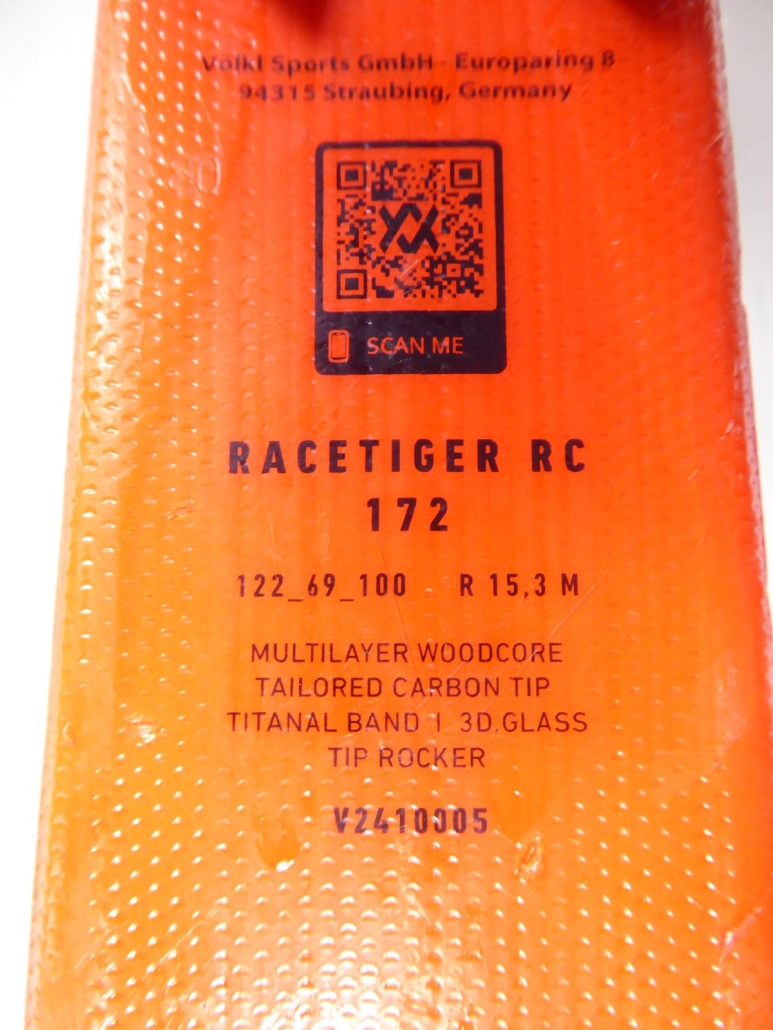 Völkl Sports GmbH · Europaring 8
94315 Straubing, Germany
SCAN ME
RACETIGER RC
172
122_69_100 R 15,3 M
MULTILAYER WOODCORE
TAILORED CARBON TIP
TITANAL BAND | 3D.GLASS
TIP ROCKER
V2410005